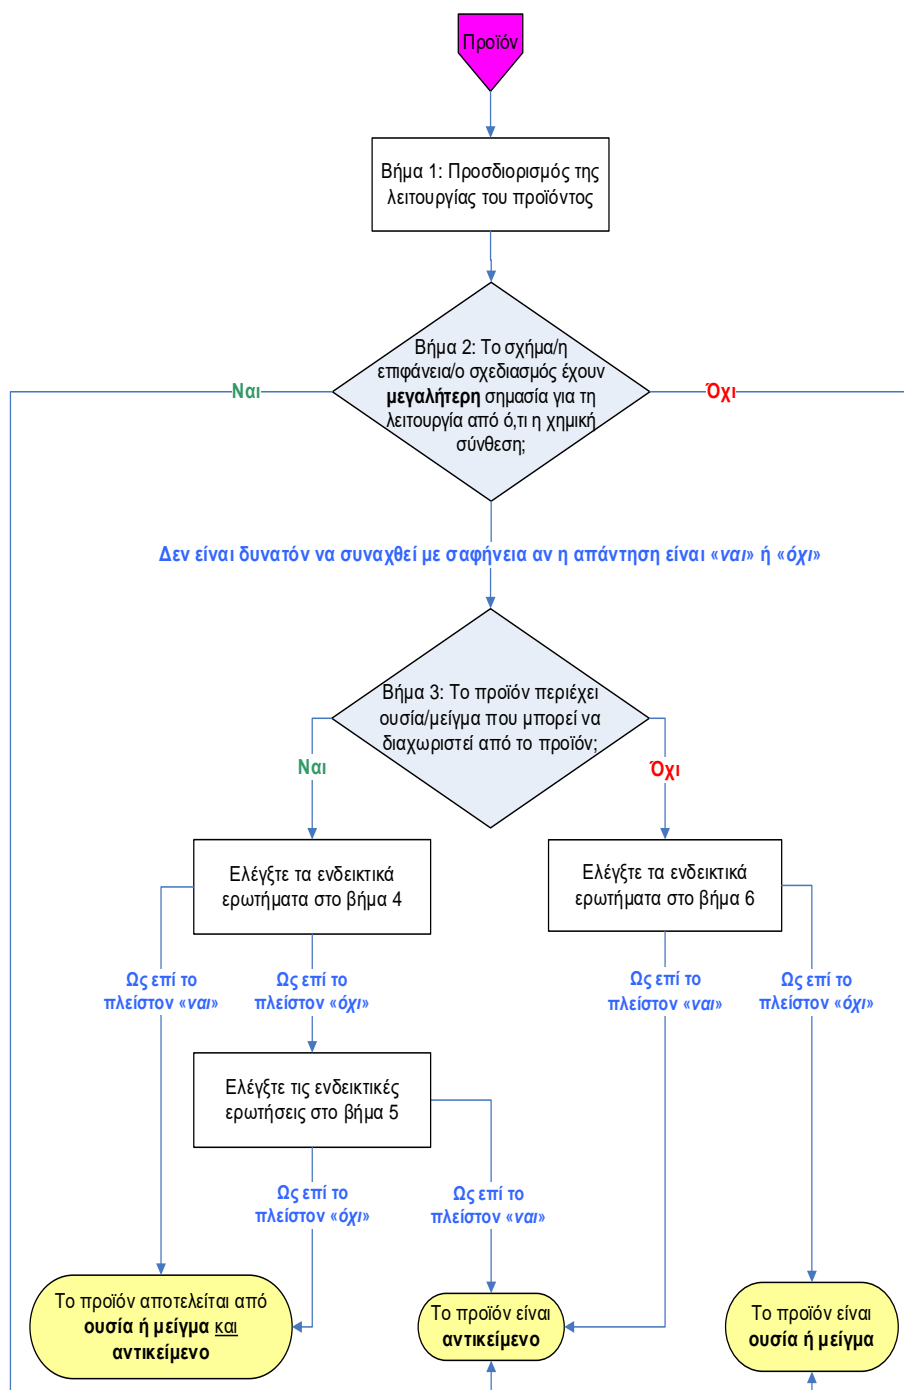 Προϊόν
Βήμα 1: Προσδιορισμός της
λειτουργίας του προϊόντος
Βήμα 2: Το σχήμα/η
επιφάνεια/ο σχεδιασμός έχουν
μεγαλήτερη σημασία για τη
λειτουργία από ό,τι η χημική
σύνθεση;
Ναι
Όχι
Δεν είναι δυνατόν να συναχθεί με σαφήνεια αν η απάντηση είναι «ναι» ή «όχι»
Βήμα 3: Το προϊόν περιέχει
ουσία/μείγμα που μπορεί να
διαχωριστεί από το προϊόν;
Ναι
Όχι
Ελέγξτε τα ενδεικτικά
ερωτήματα στο βήμα 4
Ελέγξτε τα ενδεικτικά
ερωτήματα στο βήμα 6
Ως επί το
πλείστον «ναι»
Ως επί το
πλείστον «όχι»
Ως επί το
πλείστον «ναι»
Ως επί το
πλείστον «όχι»
Ελέγξτε τις ενδεικτικές
ερωτήσεις στο βήμα 5
Ως επί το
πλείστον «όχι»
Ως επί το
πλείστον «ναι»
Το προϊόν αποτελείται από
ουσία ή μείγμα και
αντικείμενο
Το προϊόν είναι
αντικείμενο
Το προϊόν είναι
ουσία ή μείγμα